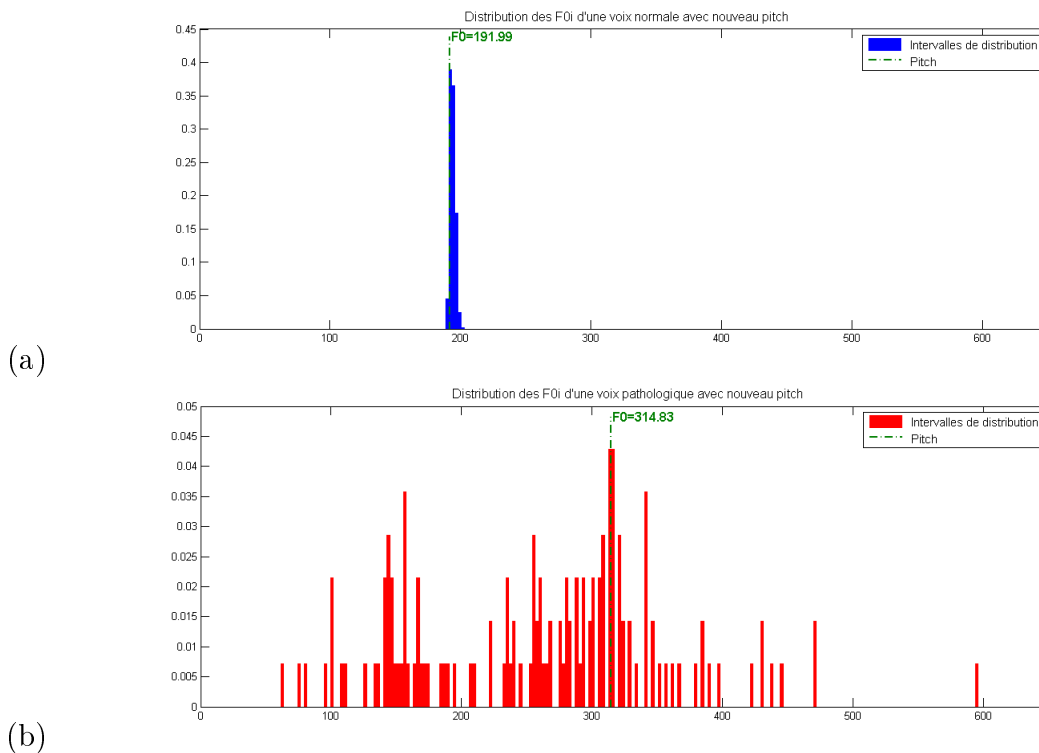 Distribution des F0i d'une voix normale avec nouveau pitch
0.45
F0=191.99
Intervalles de distribution
Pitch
0.4
0.35
0.3
0.25
0.2
0.15
0.1
0.05
0
0 100 200 300 400 500 600
(a)
Distribution des F0i d'une voix pathologique avec nouveau pitch
0.05
F0=314.83
Intervalles de distribution
Pitch
0.045
0.04
0.035
0.03
0.025
0.02
0.015
0.01
0.005
0
0 100 200 300 400 500 600
(b)